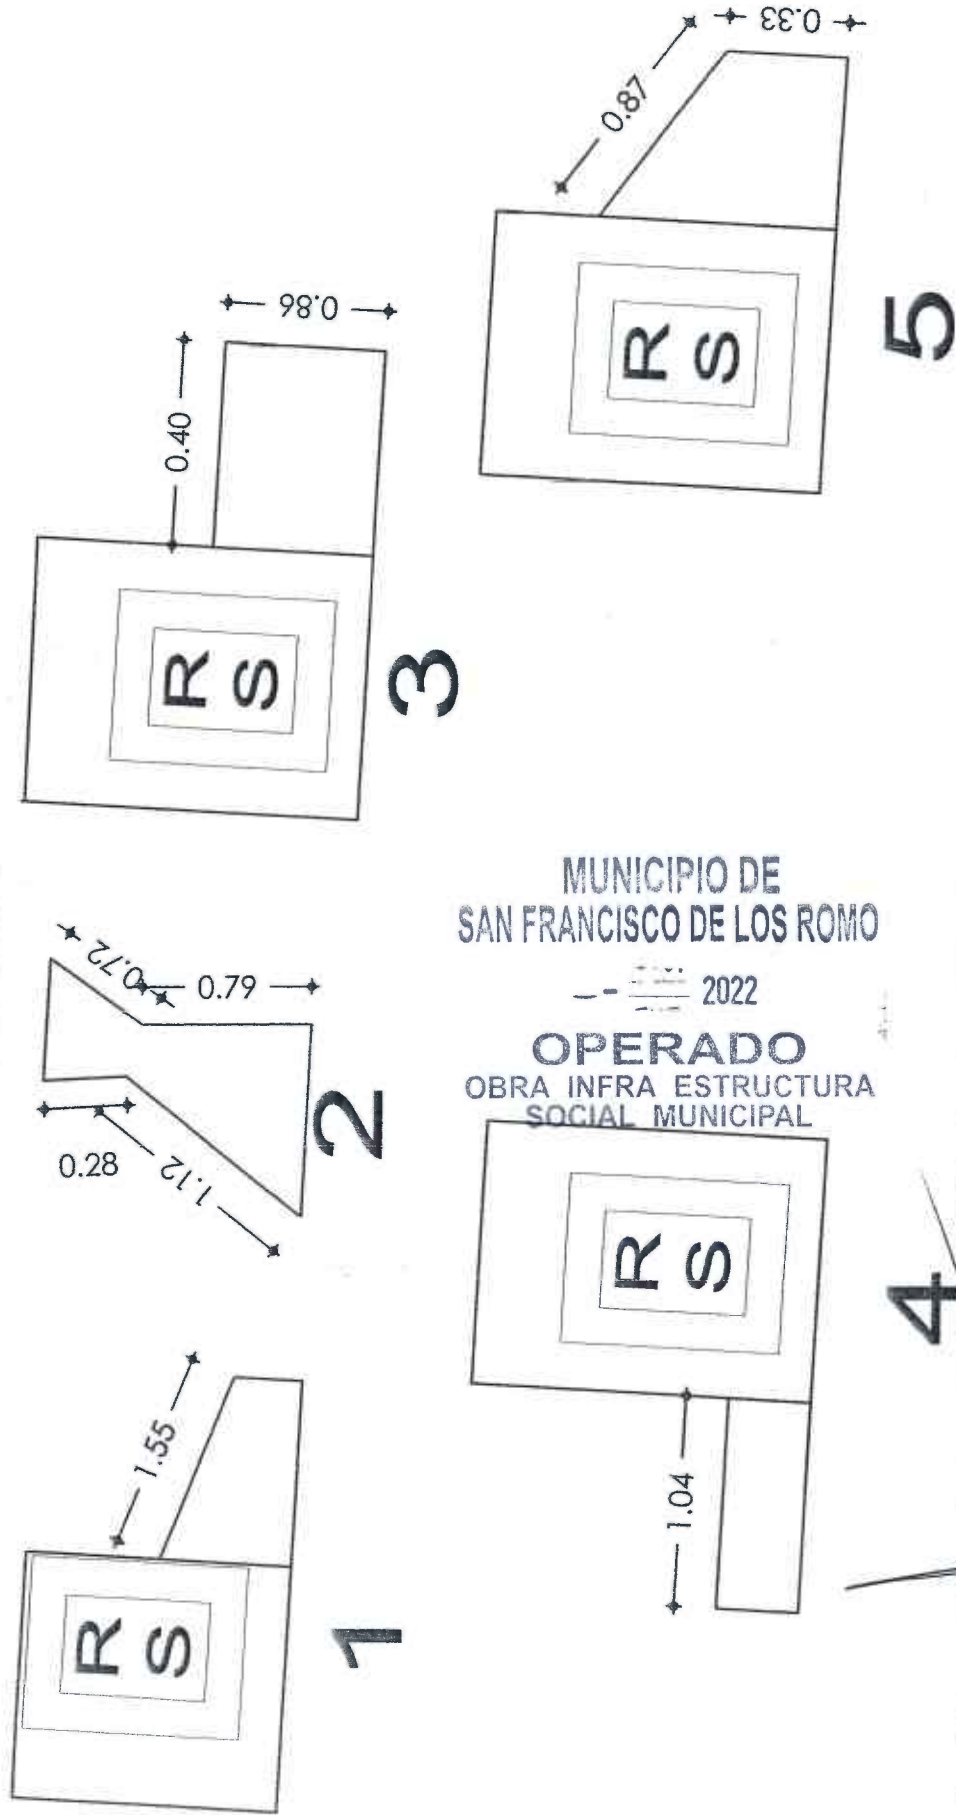 1.55
R
S
1
0.72
0.79
0.28
1.12
2
0.40
0.86
R
S
3
MUNICIPIO DE
SAN FRANCISCO DE LOS ROMO
2022
OPERADO
OBRA INFRA ESTRUCTURA
SOCIAL MUNICIPAL
1.04
R
S
4
0.87
0.33
R
S
5